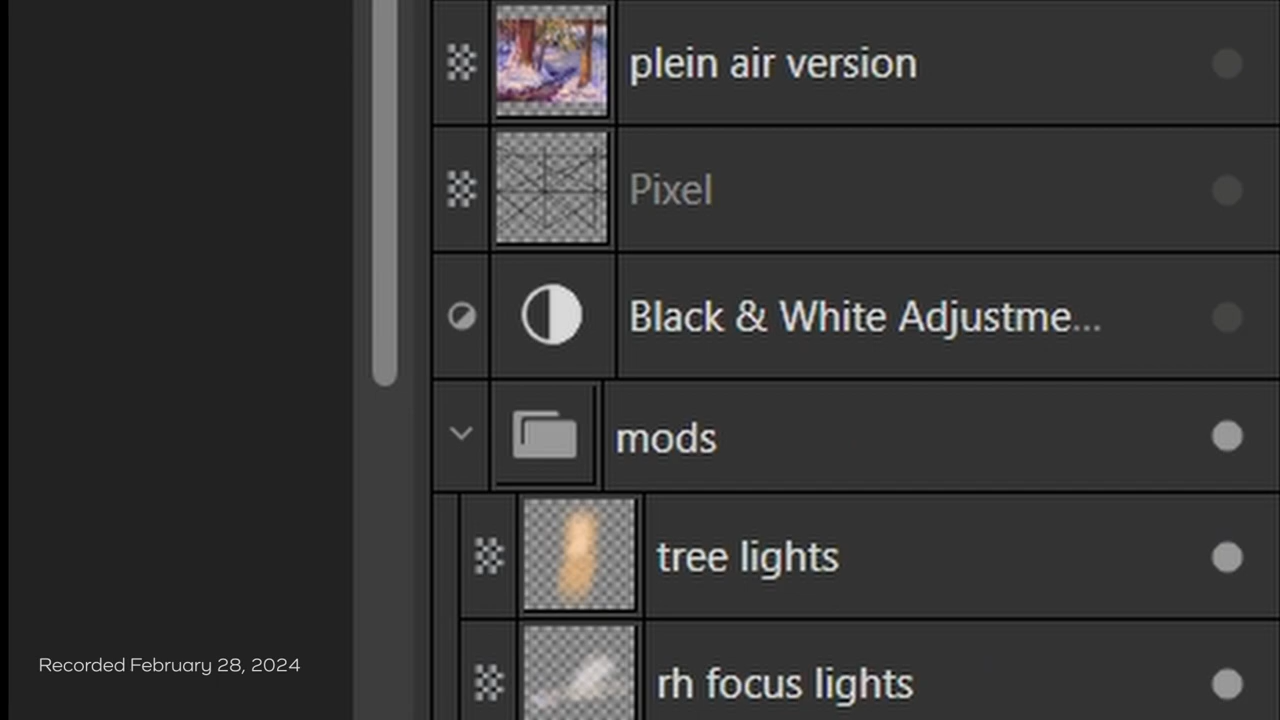 plein air version
Pixel
Black & White Adjustme...
mods
tree lights
rh focus lights
Recorded February 28, 2024